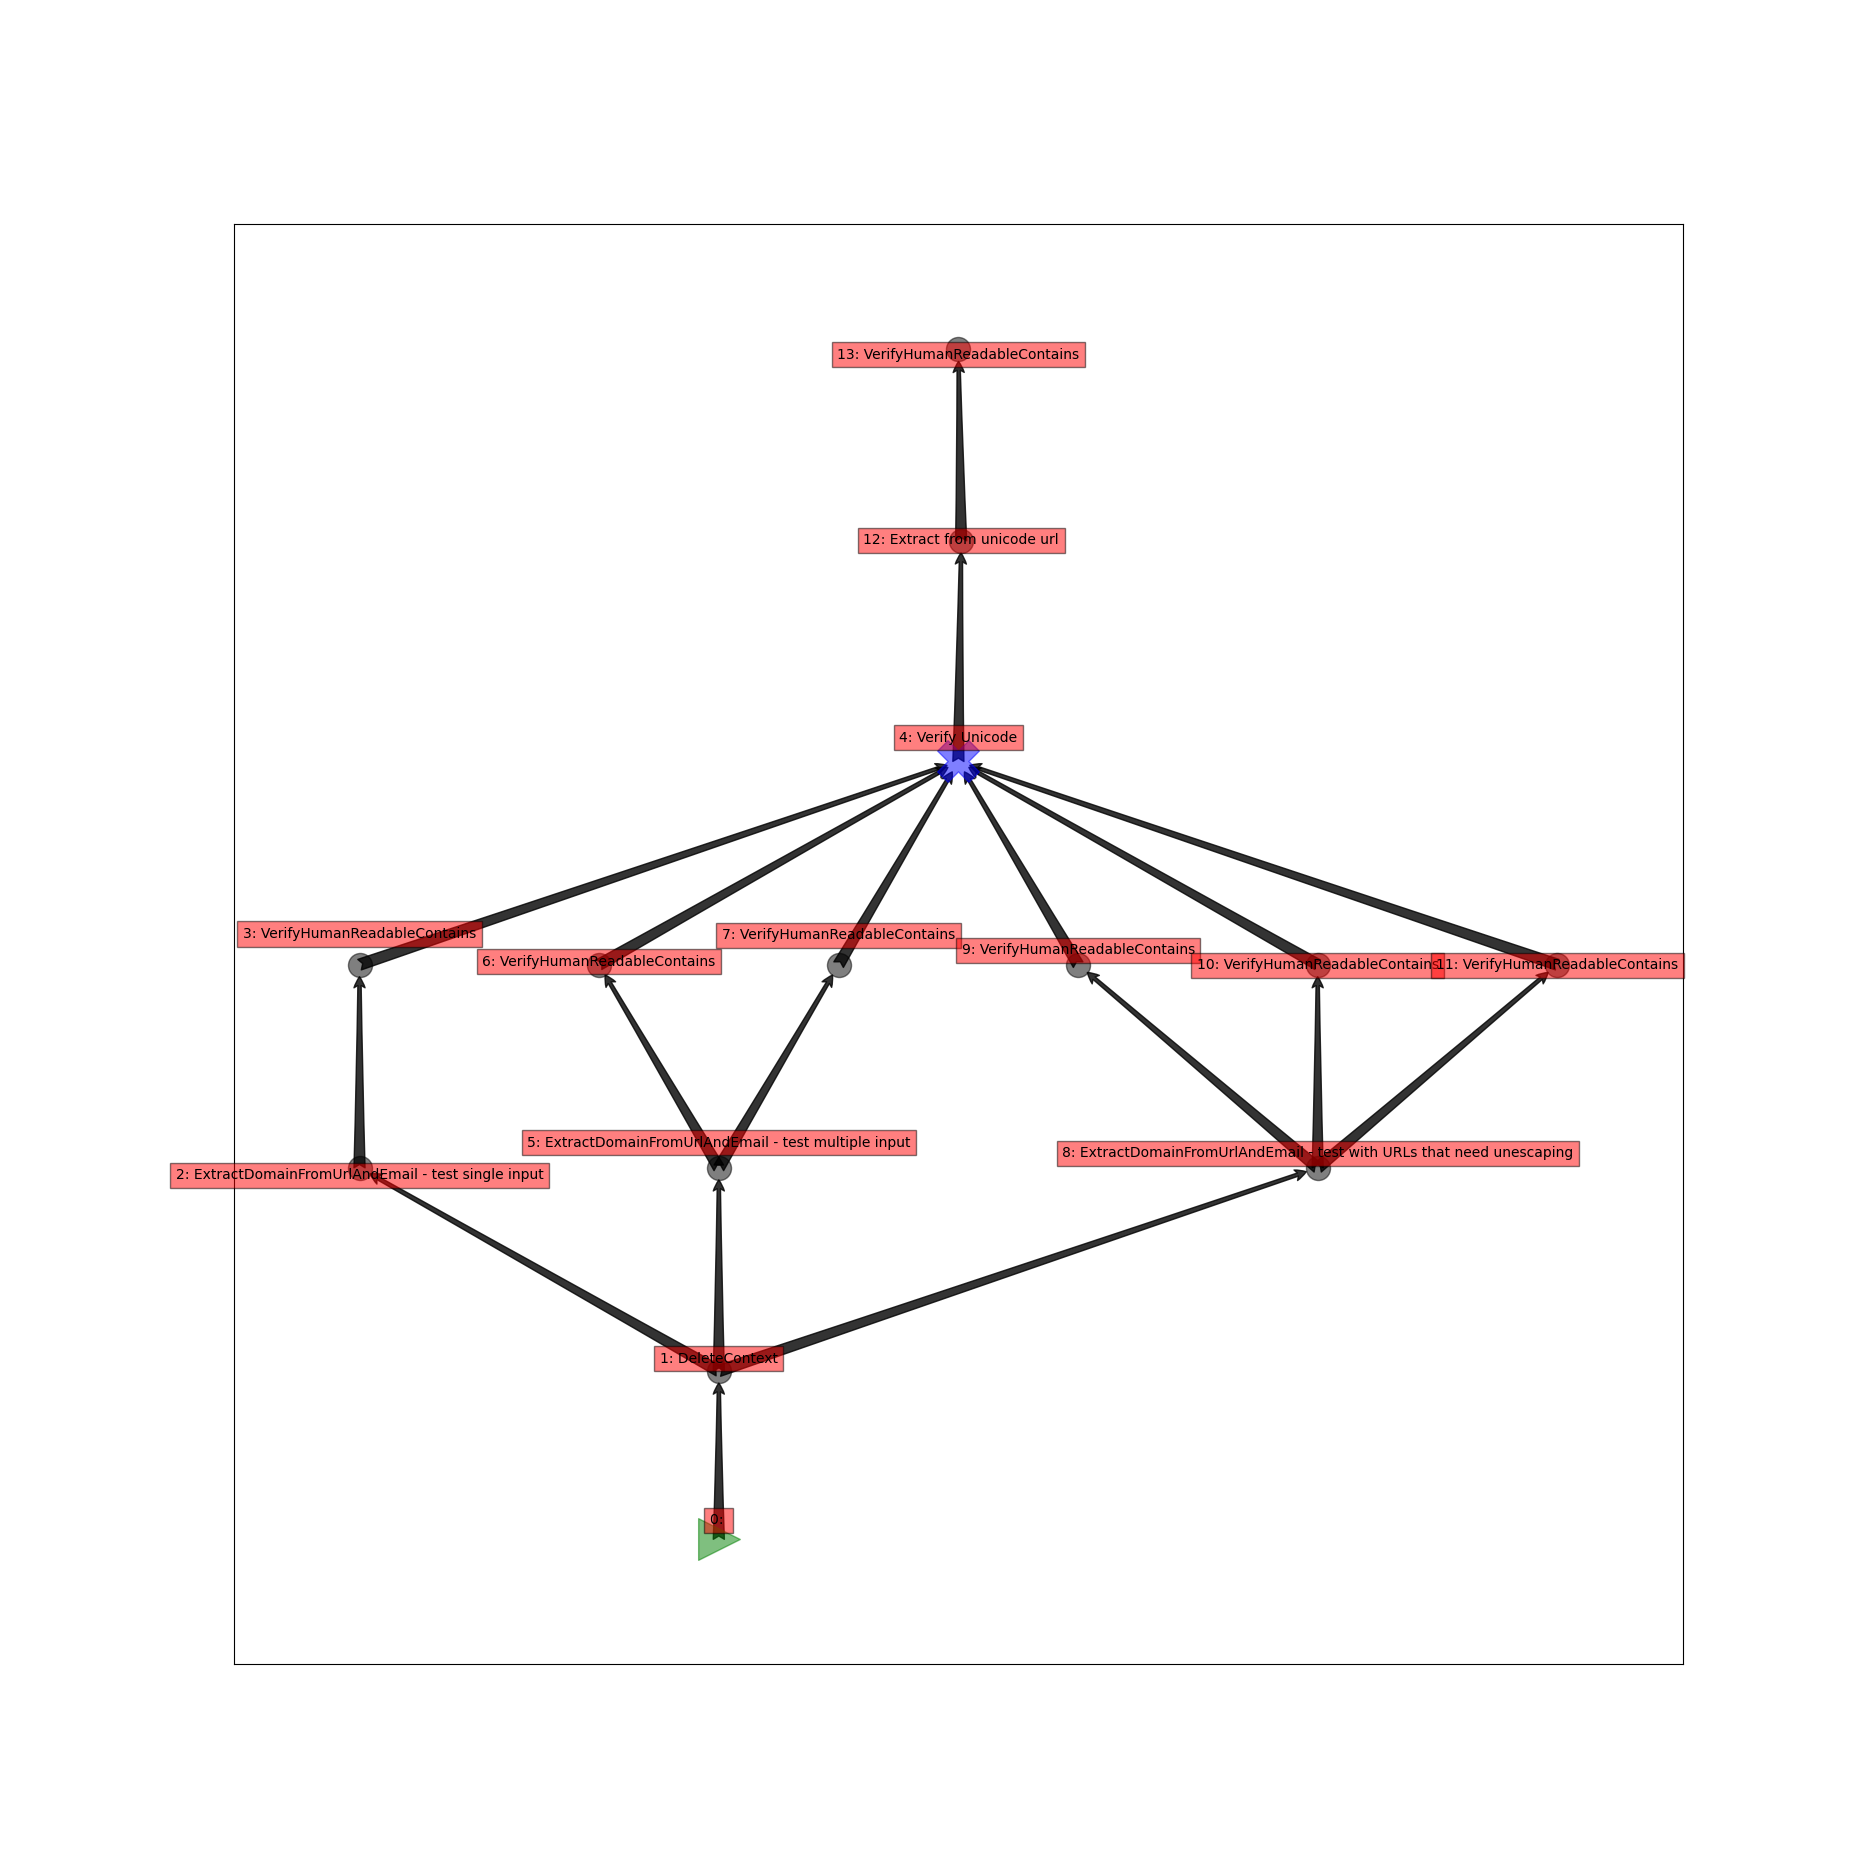 13: VerifyHumanReadableContains
12: Extract from unicode url
4: Verify Unicode
3: VerifyHumanReadableContains
6: VerifyHumanReadableContains
7: VerifyHumanReadableContains
9: VerifyHumanReadableContains
10: VerifyHumanReadableContains
11: VerifyHumanReadableContains
2: ExtractDomainFromUrlAndEmail - test single input
5: ExtractDomainFromUrlAndEmail - test multiple input
8: ExtractDomainFromUrlAndEmail - test with URLs that need unescaping
1: DeleteContext
0: